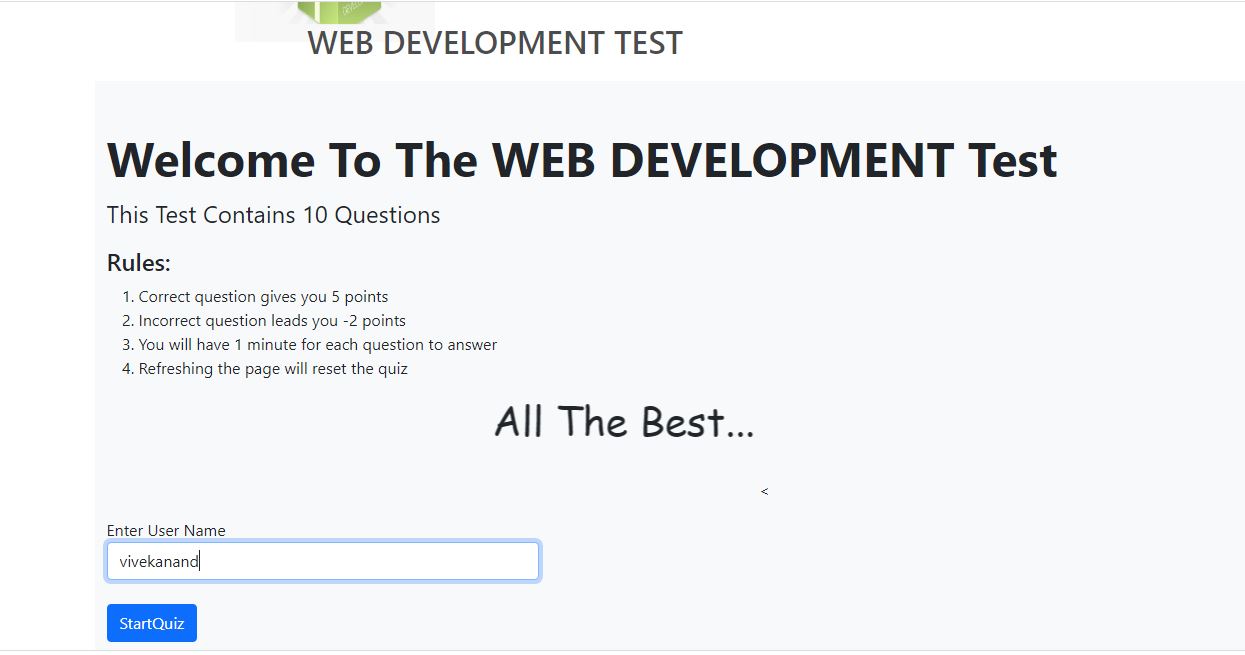 WEB DEVELOPMENT TEST
Welcome To The WEB DEVELOPMENT Test
This Test Contains 10 Questions
Rules:
1. Correct question gives you 5 points
2. Incorrect question leads you -2 points
3. You will have 1 minute for each question to answer
4. Refreshing the page will reset the quiz
All The Best...
<
Enter User Name
vivekanand
StartQuiz